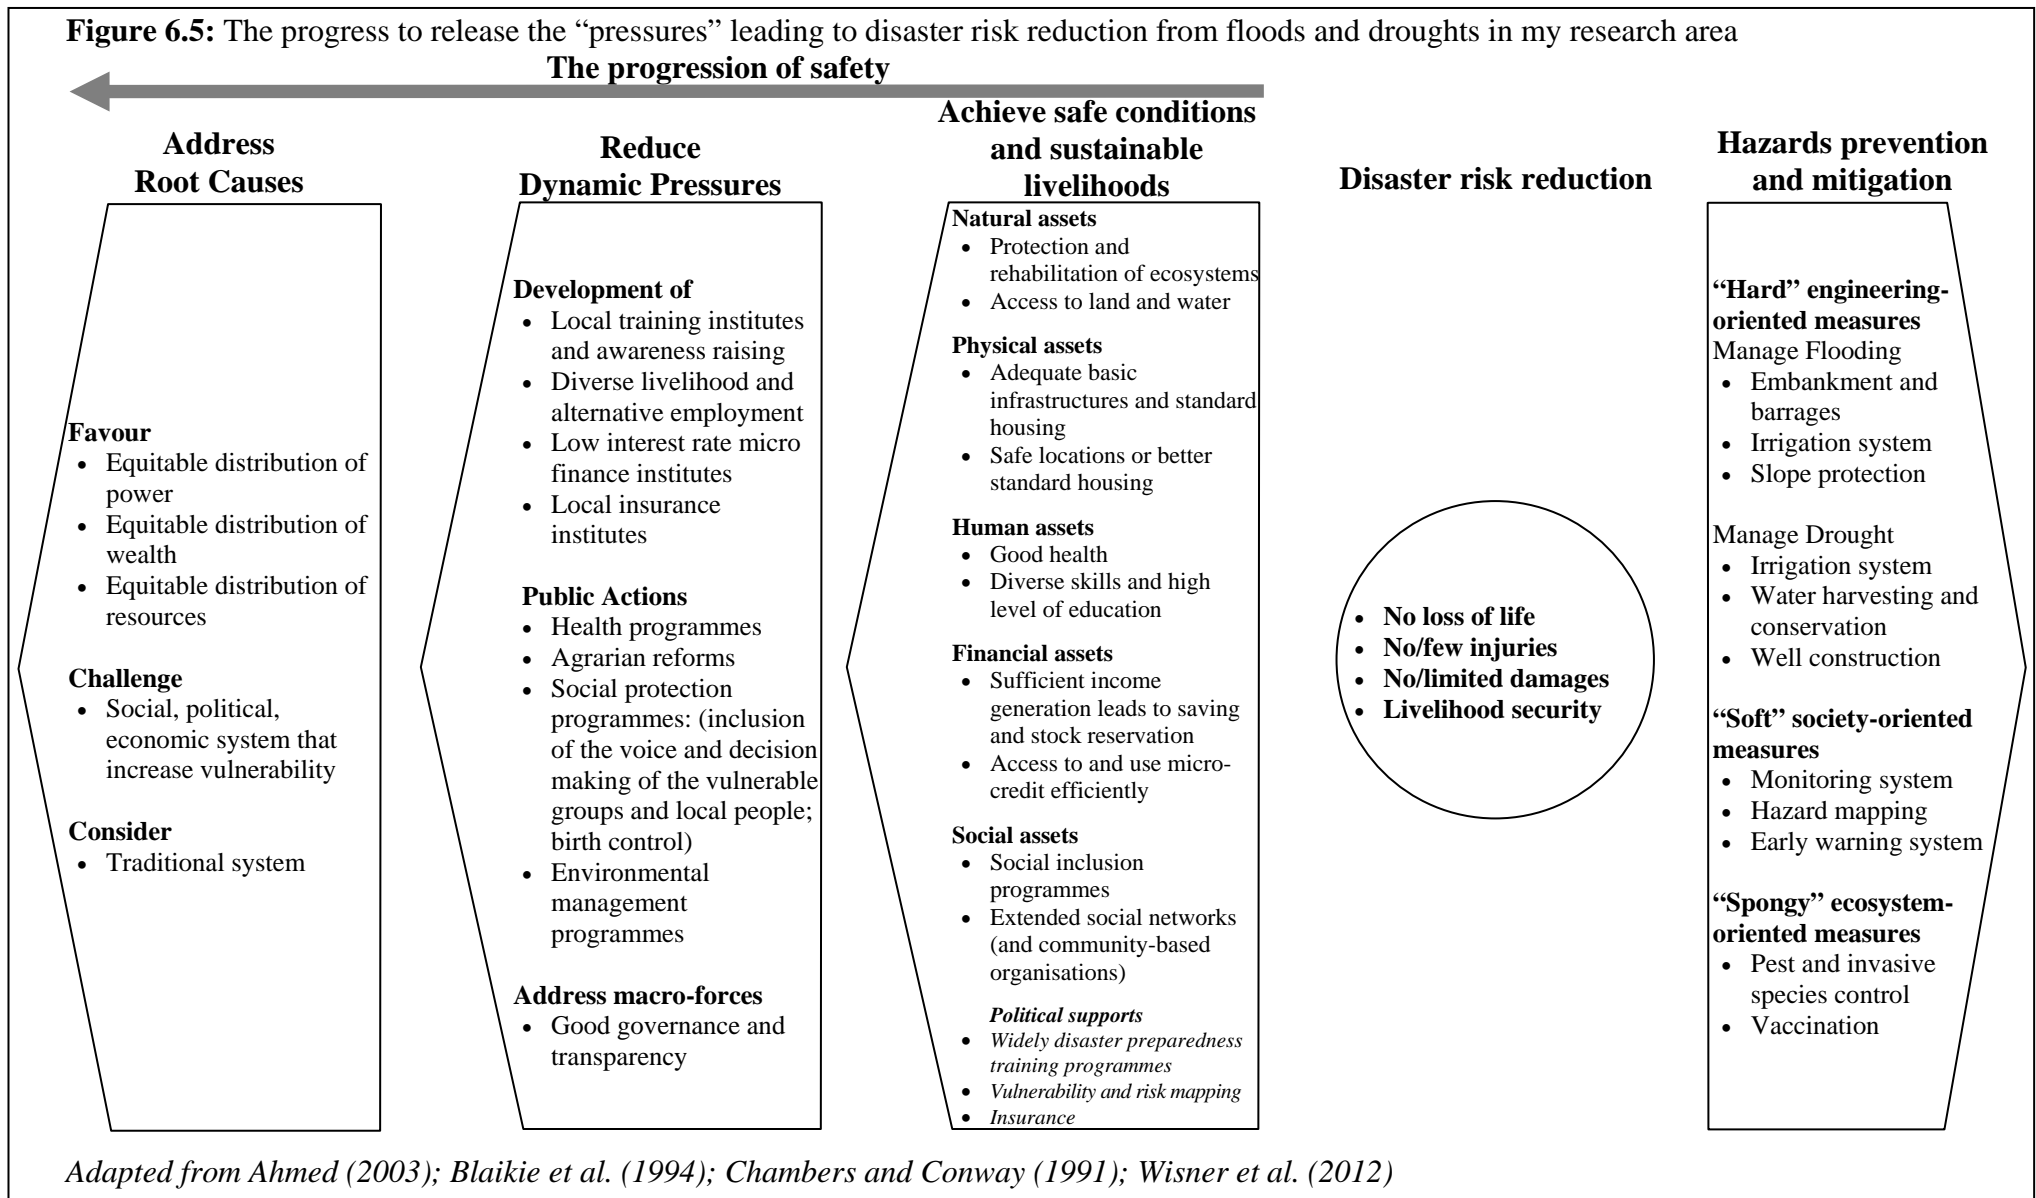 Figure 6.5: The progress to release the “pressures” leading to disaster risk reduction from floods and droughts in my research area
The progression of safety
Address
Root Causes
Favour
• Equitable distribution of
power
• Equitable distribution of
wealth
• Equitable distribution of
resources
Challenge
• Social, political,
economic system that
increase vulnerability
Consider
• Traditional system
Reduce
Dynamic Pressures
Development of
• Local training institutes
and awareness raising
• Diverse livelihood and
alternative employment
• Low interest rate micro
finance institutes
• Local insurance
institutes
Public Actions
• Health programmes
• Agrarian reforms
• Social protection
programmes: (inclusion
of the voice and decision
making of the vulnerable
groups and local people;
birth control)
• Environmental
management
programmes
Address macro-forces
• Good governance and
transparency
Achieve safe conditions
and sustainable
livelihoods
Natural assets
• Protection and
rehabilitation of ecosystems
• Access to land and water
Physical assets
• Adequate basic
infrastructures and standard
housing
• Safe locations or better
standard housing
Human assets
• Good health
• Diverse skills and high
level of education
Financial assets
• Sufficient income
generation leads to saving
and stock reservation
• Access to and use micro-
credit efficiently
Social assets
• Social inclusion
programmes
• Extended social networks
(and community-based
organisations)
Political supports
• Widely disaster preparedness
training programmes
• Vulnerability and risk mapping
• Insurance
Disaster risk reduction
• No loss of life
• No/few injuries
• No/limited damages
• Livelihood security
Hazards prevention
and mitigation
“Hard” engineering-
oriented measures
Manage Flooding
• Embankment and
barrages
• Irrigation system
• Slope protection
Manage Drought
• Irrigation system
• Water harvesting and
conservation
• Well construction
“Soft” society-oriented
measures
• Monitoring system
• Hazard mapping
• Early warning system
“Spongy” ecosystem-
oriented measures
• Pest and invasive
species control
• Vaccination
Adapted from Ahmed (2003); Blaikie et al. (1994); Chambers and Conway (1991); Wisner et al. (2012)